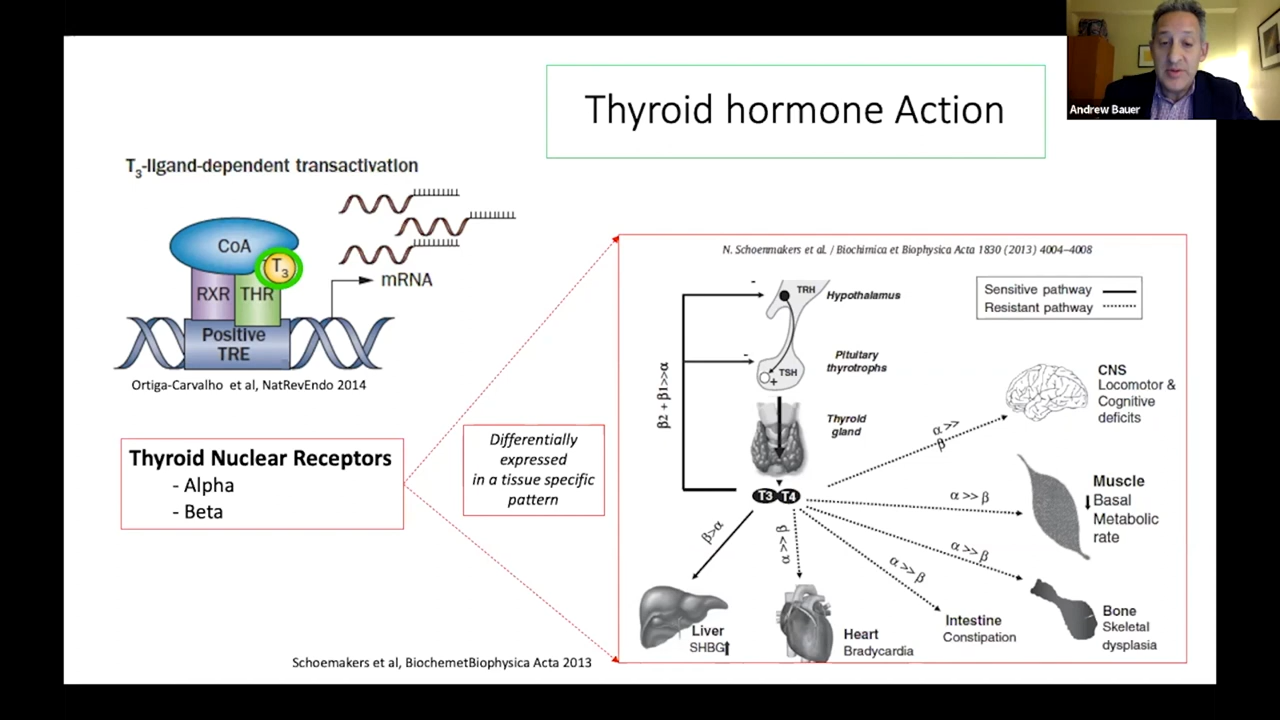 Thyroid hormone Action
Andrew Bauer
T3-ligand-dependent transactivation
CoA
T3
RXR
THR
mRNA
Positive
TRE
Ortiga-Carvalho et al, NatRevEndo 2014
Thyroid Nuclear Receptors
- Alpha
- Beta
Differentially
expressed
in a tissue specific
pattern
N. Schoenmakers et al. / Biochimica et Biophysica Acta 1830 (2013) 4004–4008
Sensitive pathway
Resistant pathway
-
TRH
Hypothalamus
-
TSH
+
Pituitary
thyrotrophs
β2 + β1>>α
Thyroid
gland
T3 T4
α >>
β
CNS
Locomotor &
Cognitive
deficits
α >> β
Muscle
↓Basal
Metabolic
rate
α >> β
Bone
Skeletal
dysplasia
α >> β
Intestine
Constipation
α >> β
Heart
Bradycardia
β>α
Liver
SHBG↑
Schoemakers et al, BiochemetBiophysica Acta 2013